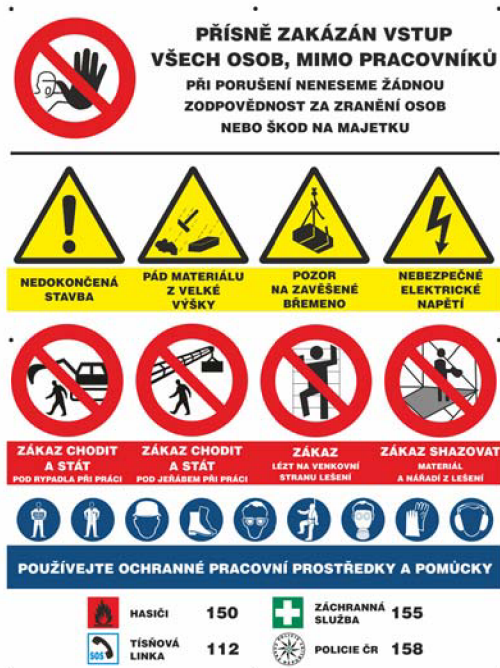 PŘÍSNĚ ZAKÁZÁN VSTUP
VŠECH OSOB, MIMO PRACOVNÍKŮ
PŘI PORUŠENÍ NENESEME ŽÁDNOU
ZODPOVĚDNOST ZA ZRANĚNÍ OSOB
NEBO ŠKOD NA MAJETKU
NEDOKONČENÁ
STAVBA
PÁD MATERIÁLU
Z VELKÉ
VÝŠKY
POZOR
NA ZAVĚŠENÉ
BŘEMENO
NEBEZPEČNÉ
ELEKTRICKÉ
NAPĚTÍ
ZÁKAZ CHODIT
A STÁT
POD RYPADLA PŘI PRÁCI
ZÁKAZ CHODIT
A STÁT
POD JEŘÁBEM PŘI PRÁCI
ZÁKAZ
LÉZT NA VENKOVNÍ
STRANU LEŠENÍ
ZÁKAZ SHAZOVAT
MATERIÁL
A NÁŘADÍ Z LEŠENÍ
POUŽÍVEJTE OCHRANNÉ PRACOVNÍ PROSTŘEDKY A POMŮCKY
HASIČI 150
ZÁCHRANNÁ
SLUŽBA 155
SOS
TÍSŇOVÁ
LINKA 112
POLICIE ČR 158